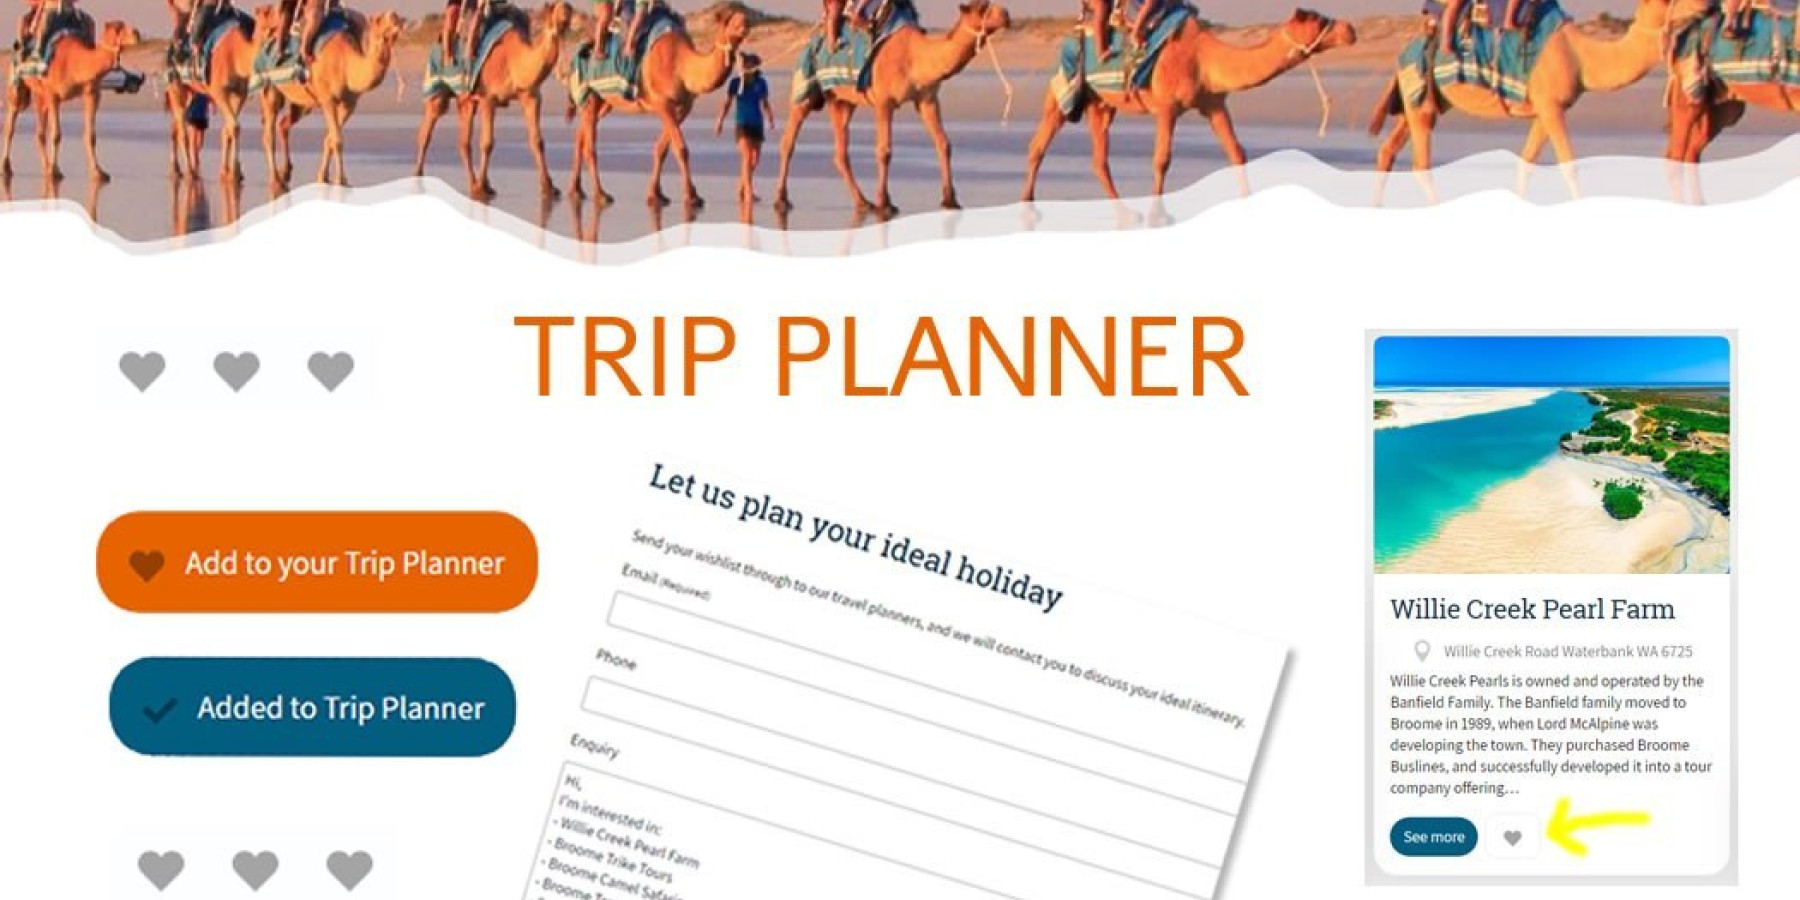 TRIP PLANNER
Add to your Trip Planner
Added to Trip Planner
Let us plan your ideal holiday
Send your wishlist through to our travel planners, and we will contact you to discuss your ideal itinerary.
Email (Required)
Phone
Enquiry
Hi,
I'm interested in:
- Willie Creek Pearl Farm
- Broome Trike Tours
- Broome Camel Safari
- Broome
Willie Creek Pearl Farm
Willie Creek Road Waterbank WA 6725
Willie Creek Pearls is owned and operated by the
Banfield Family. The Banfield family moved to
Broome in 1989, when Lord McAlpine was
developing the town. They purchased Broome
Buslines, and successfully developed it into a tour
company offering…
See more